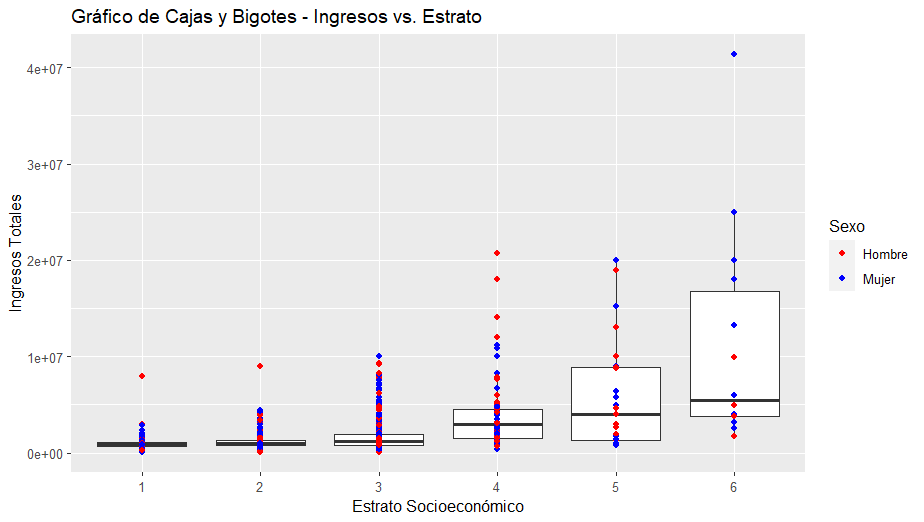 Gráfico de Cajas y Bigotes - Ingresos vs. Estrato
4e+07
3e+07
2e+07
1e+07
0e+00
Ingresos Totales
1 2 3 4 5 6
Estrato Socioeconómico
Sexo
Hombre
Mujer